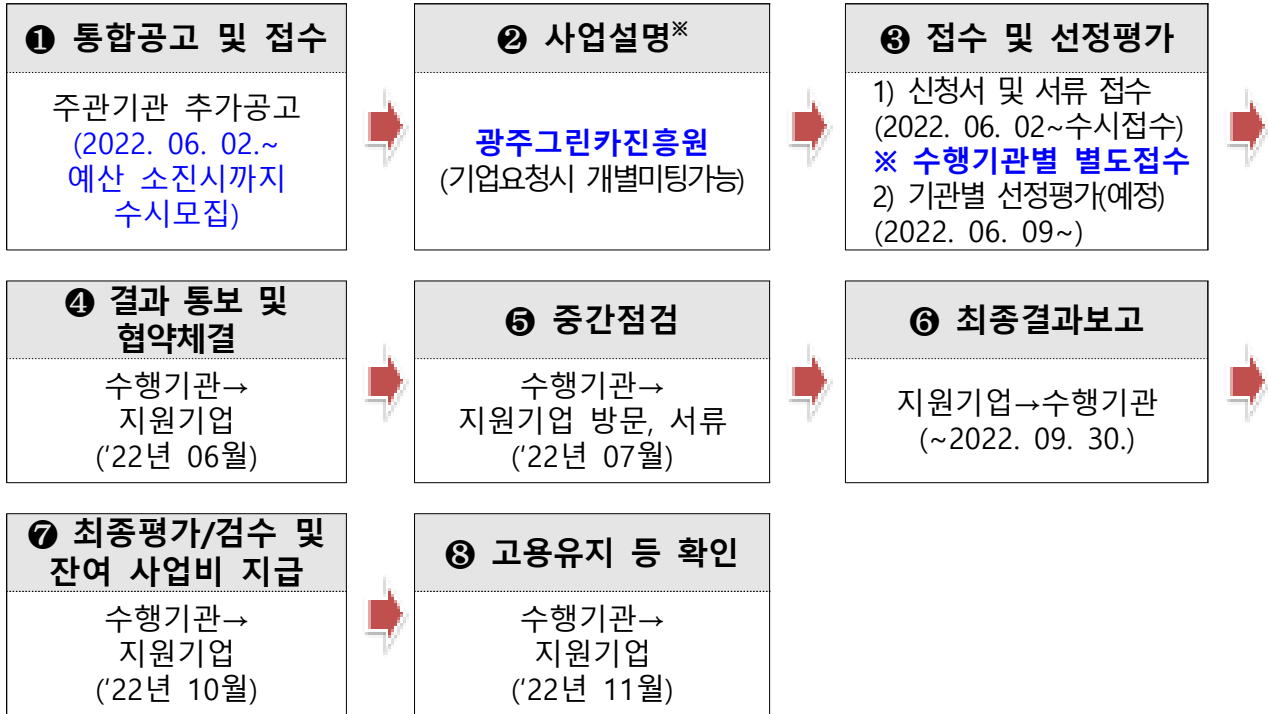 ❶ 통합공고 및 접수
주관기관 추가공고
(2022. 06. 02.~
예산 소진시까지
수시모집)
❷ 사업설명※
광주그린카진흥원
(기업요청시 개별미팅가능)
❸ 접수 및 선정평가
1) 신청서 및 서류 접수
(2022. 06. 02~수시접수)
※ 수행기관별 별도접수
2) 기관별 선정평가(예정)
(2022. 06. 09~)
❹ 결과 통보 및
협약체결
수행기관→
지원기업
('22년 06월)
❺ 중간점검
수행기관→
지원기업 방문, 서류
('22년 07월)
❻ 최종결과보고
지원기업→수행기관
(~2022. 09. 30.)
❼ 최종평가/검수 및
잔여 사업비 지급
수행기관→
지원기업
('22년 10월)
❽ 고용유지 등 확인
수행기관→
지원기업
('22년 11월)